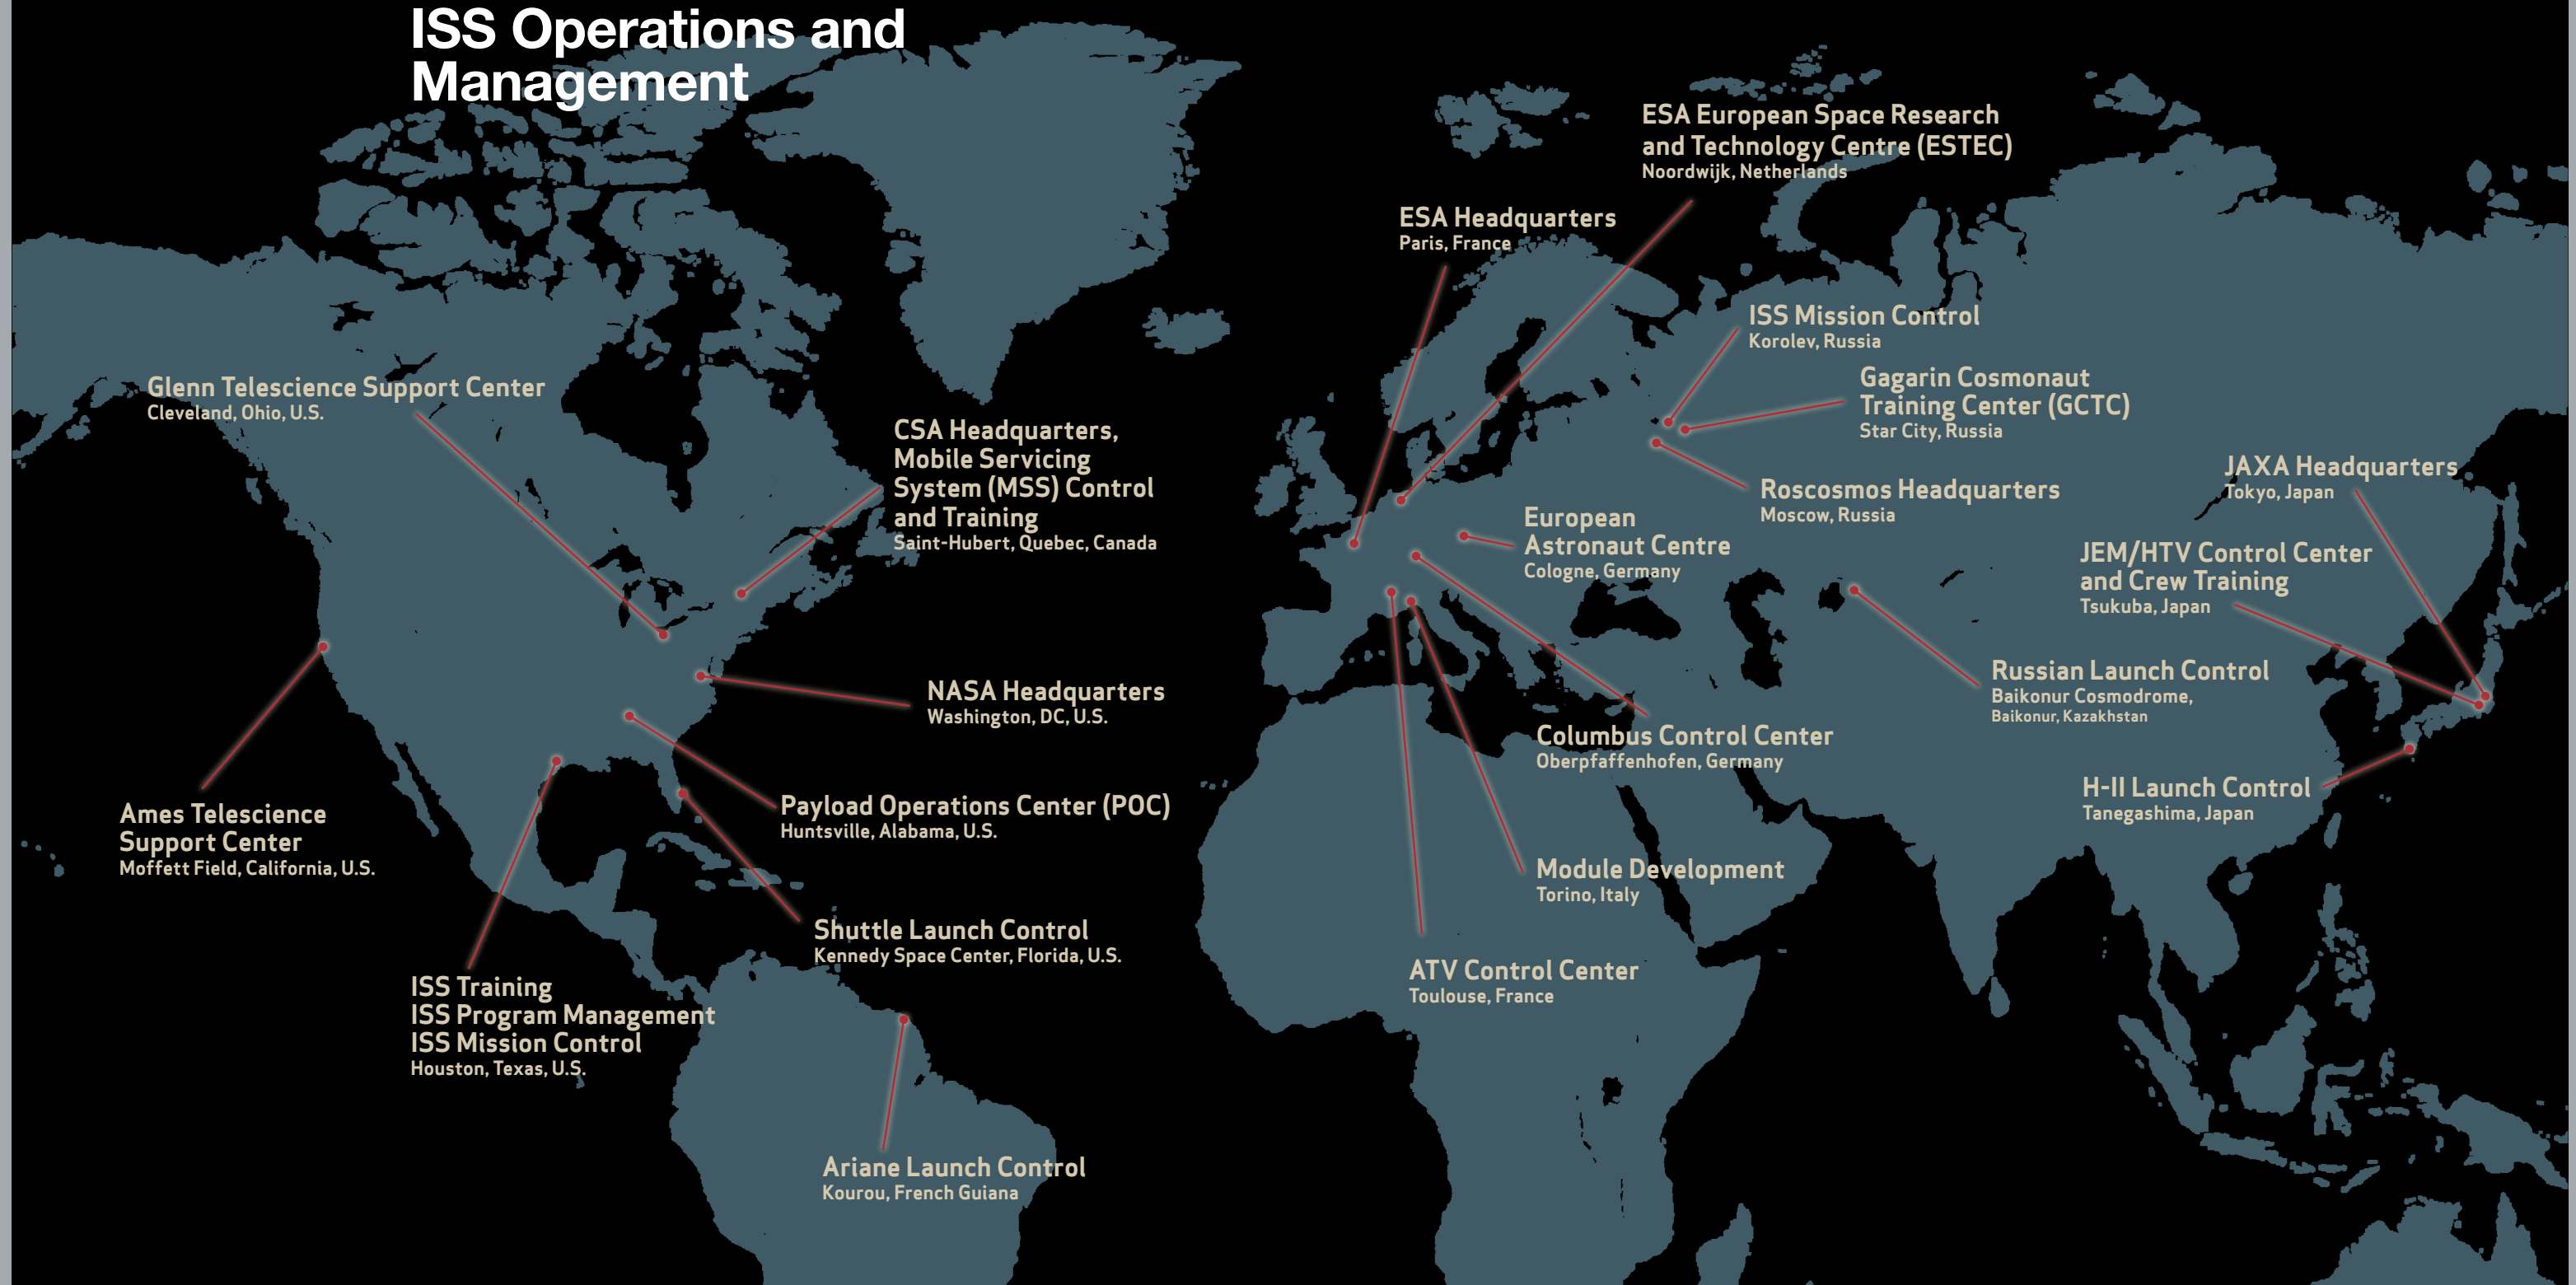 ISS Operations and
Management
ESA European Space Research
and Technology Centre (ESTEC)
Noordwijk, Netherlands
ESA Headquarters
Paris, France
ISS Mission Control
Korolev, Russia
Gagarin Cosmonaut
Training Center (GCTC)
Star City, Russia
Glenn Telescience Support Center
Cleveland, Ohio, U.S.
CSA Headquarters,
Mobile Servicing
System (MSS) Control
and Training
Saint-Hubert, Quebec, Canada
JAXA Headquarters
Tokyo, Japan
Roscosmos Headquarters
Moscow, Russia
European
Astronaut Centre
Cologne, Germany
JEM/HTV Control Center
and Crew Training
Tsukuba, Japan
Russian Launch Control
Baikonur Cosmodrome,
Baikonur, Kazakhstan
NASA Headquarters
Washington, DC, U.S.
Columbus Control Center
Oberpfaffenhofen, Germany
H-II Launch Control
Tanegashima, Japan
Ames Telescience
Support Center
Moffett Field, California, U.S.
Payload Operations Center (POC)
Huntsville, Alabama, U.S.
Module Development
Torino, Italy
Shuttle Launch Control
Kennedy Space Center, Florida, U.S.
ATV Control Center
Toulouse, France
ISS Training
ISS Program Management
ISS Mission Control
Houston, Texas, U.S.
Ariane Launch Control
Kourou, French Guiana